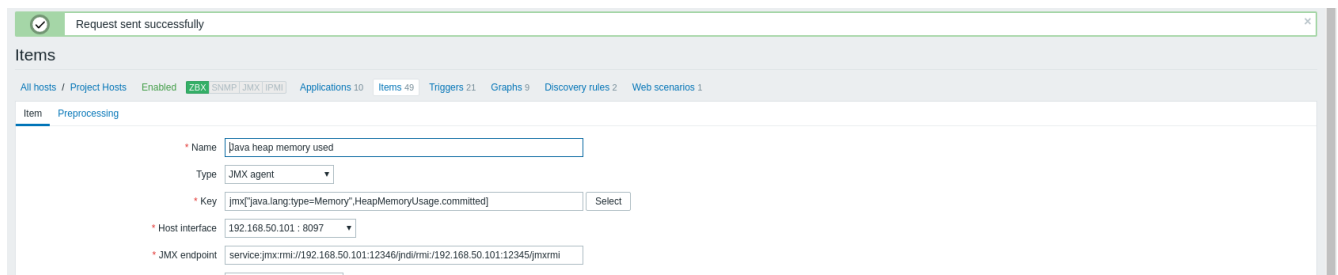 Request sent successfully
Items
All hosts / Project Hosts Enabled ZBX SNMP JMX IPMI Applications 10 Items 49 Triggers 21 Graphs 9 Discovery rules 2 Web scenarios 1
Item Preprocessing
* Name Java heap memory used
Type JMX agent
* Key jmx["java.lang:type=Memory",HeapMemoryUsage.committed] Select
* Host interface 192.168.50.101 : 8097
* JMX endpoint service:jmx:rmi://192.168.50.101:12346/jndi/rmi:/192.168.50.101:12345/jmxrmi